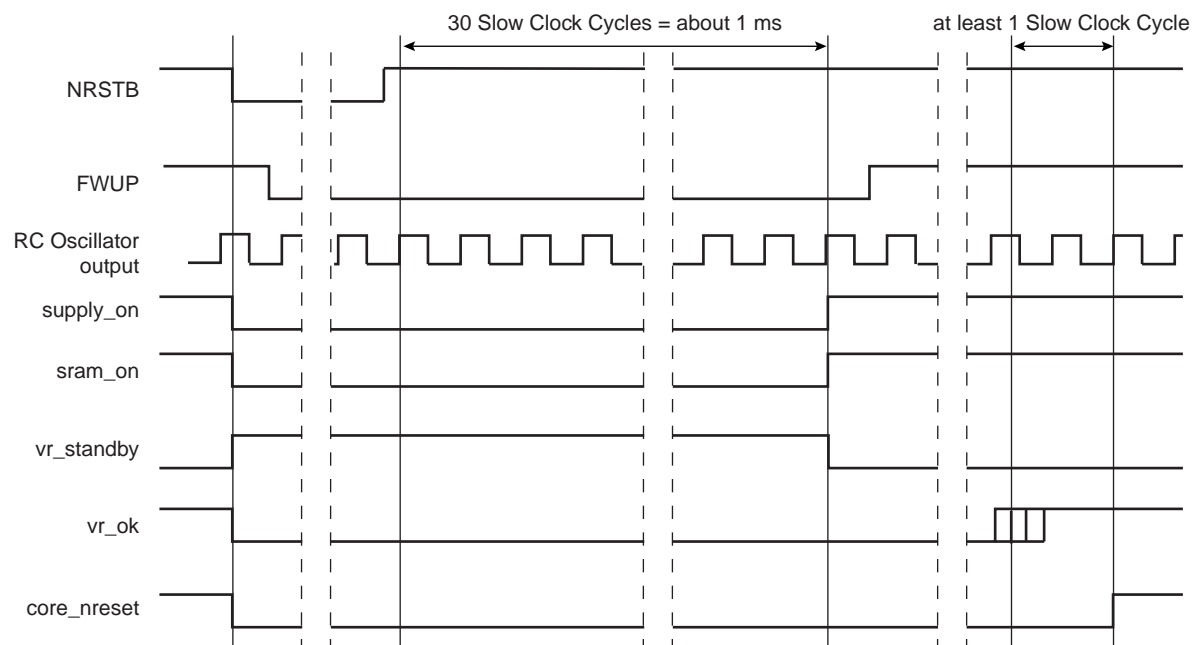 30 Slow Clock Cycles = about 1 ms
at least 1 Slow Clock Cycle
NRSTB
FWUP
RC Oscillator
output
supply_on
sram_on
vr_standby
vr_ok
core_nreset